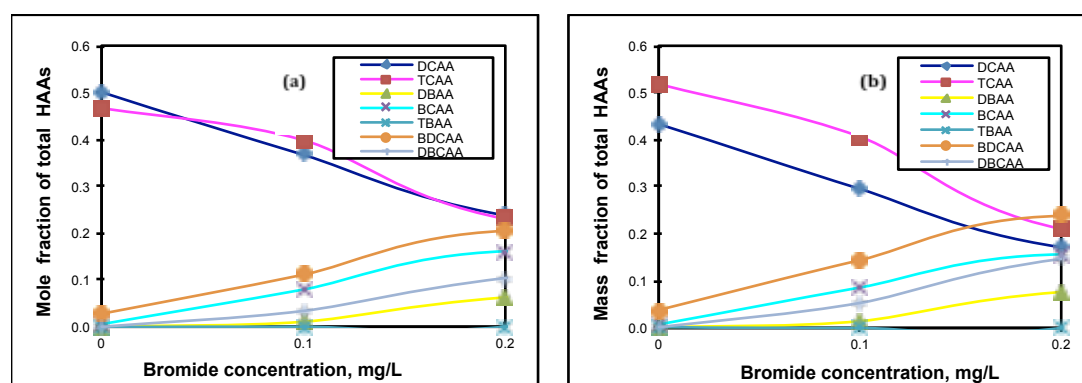 0.6
0.5
0.4
0.3
0.2
0.1
0.0
0
0.1
0.2
Mole fraction of total HAAs
Bromide concentration, mg/L
(a)
DCAA
TCAA
DBAA
BCAA
TBAA
BDCAA
DBCAA
0.6
0.5
0.4
0.3
0.2
0.1
0.0
0
0.1
0.2
Mass fraction of total HAAs
Bromide concentration, mg/L
(b)
DCAA
TCAA
DBAA
BCAA
TBAA
BDCAA
DBCAA